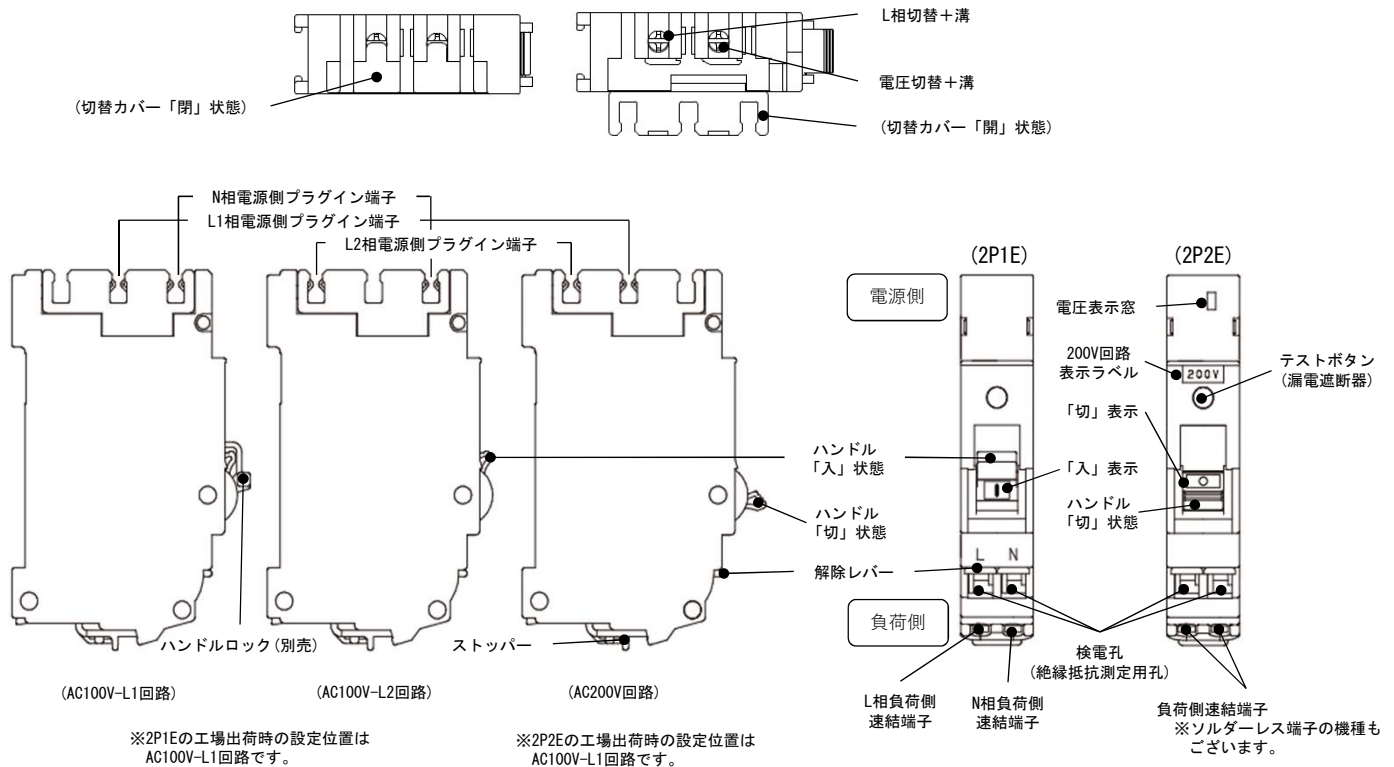 L相切替＋溝
電圧切替＋溝
(切替カバー「閉」状態)
(切替カバー「開」状態)
N相電源側プラグイン端子
L1相電源側プラグイン端子
L2相電源側プラグイン端子
(2P1E)
(2P2E)
電源側
電圧表示窓
200V回路
表示ラベル
200V
テストボタン
(漏電遮断器)
「切」表示
ハンドル
「入」状態
「入」表示
ハンドル
「切」状態
ハンドル
「切」状態
L N
解除レバー
負荷側
ハンドルロック(別売)
ストッパー
検電孔
(絶縁抵抗測定用孔)
(AC100V-L1回路)
(AC100V-L2回路)
(AC200V回路)
L相負荷側
速結端子
N相負荷側
速結端子
負荷側速結端子
※ソルダーレス端子の機種も
ございます。
※2P1Eの工場出荷時の設定位置は
AC100V-L1回路です。
※2P2Eの工場出荷時の設定位置は
AC100V-L1回路です。